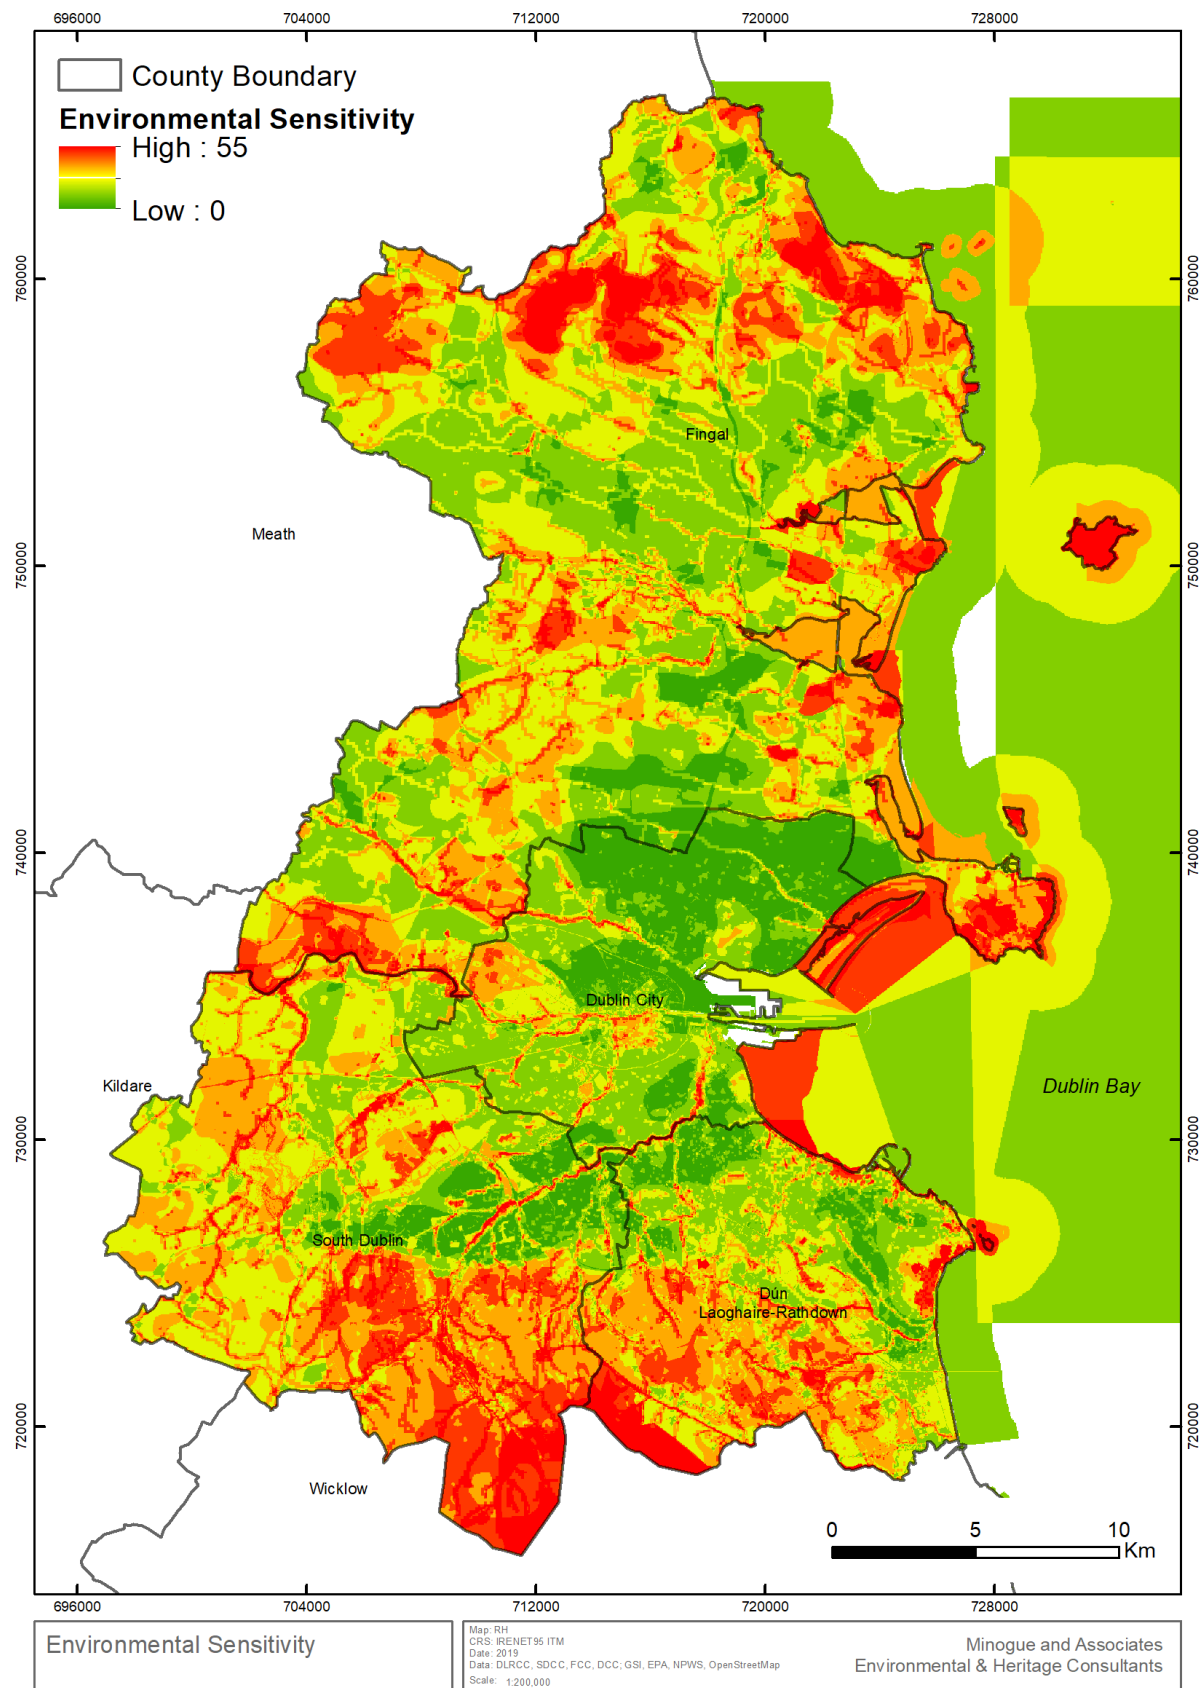 696000 704000 712000 720000 728000
County Boundary
Environmental Sensitivity
High : 55
Low : 0
760000 760000
Fingal
Meath
750000 750000
740000 740000
Dublin City
Kildare
Dublin Bay
730000 730000
South Dublin
Dún
Laoghaire-Rathdown
720000 720000
Wicklow
0 5 10
Km
696000 704000 712000 720000 728000
Environmental Sensitivity
Map: RH
CRS: IRENET95 ITM
Date: 2019
Data: DLRCC, SDCC, FCC, DCC; GSI, EPA, NPWS, OpenStreetMap
Scale: 1:200,000
Minogue and Associates
Environmental & Heritage Consultants